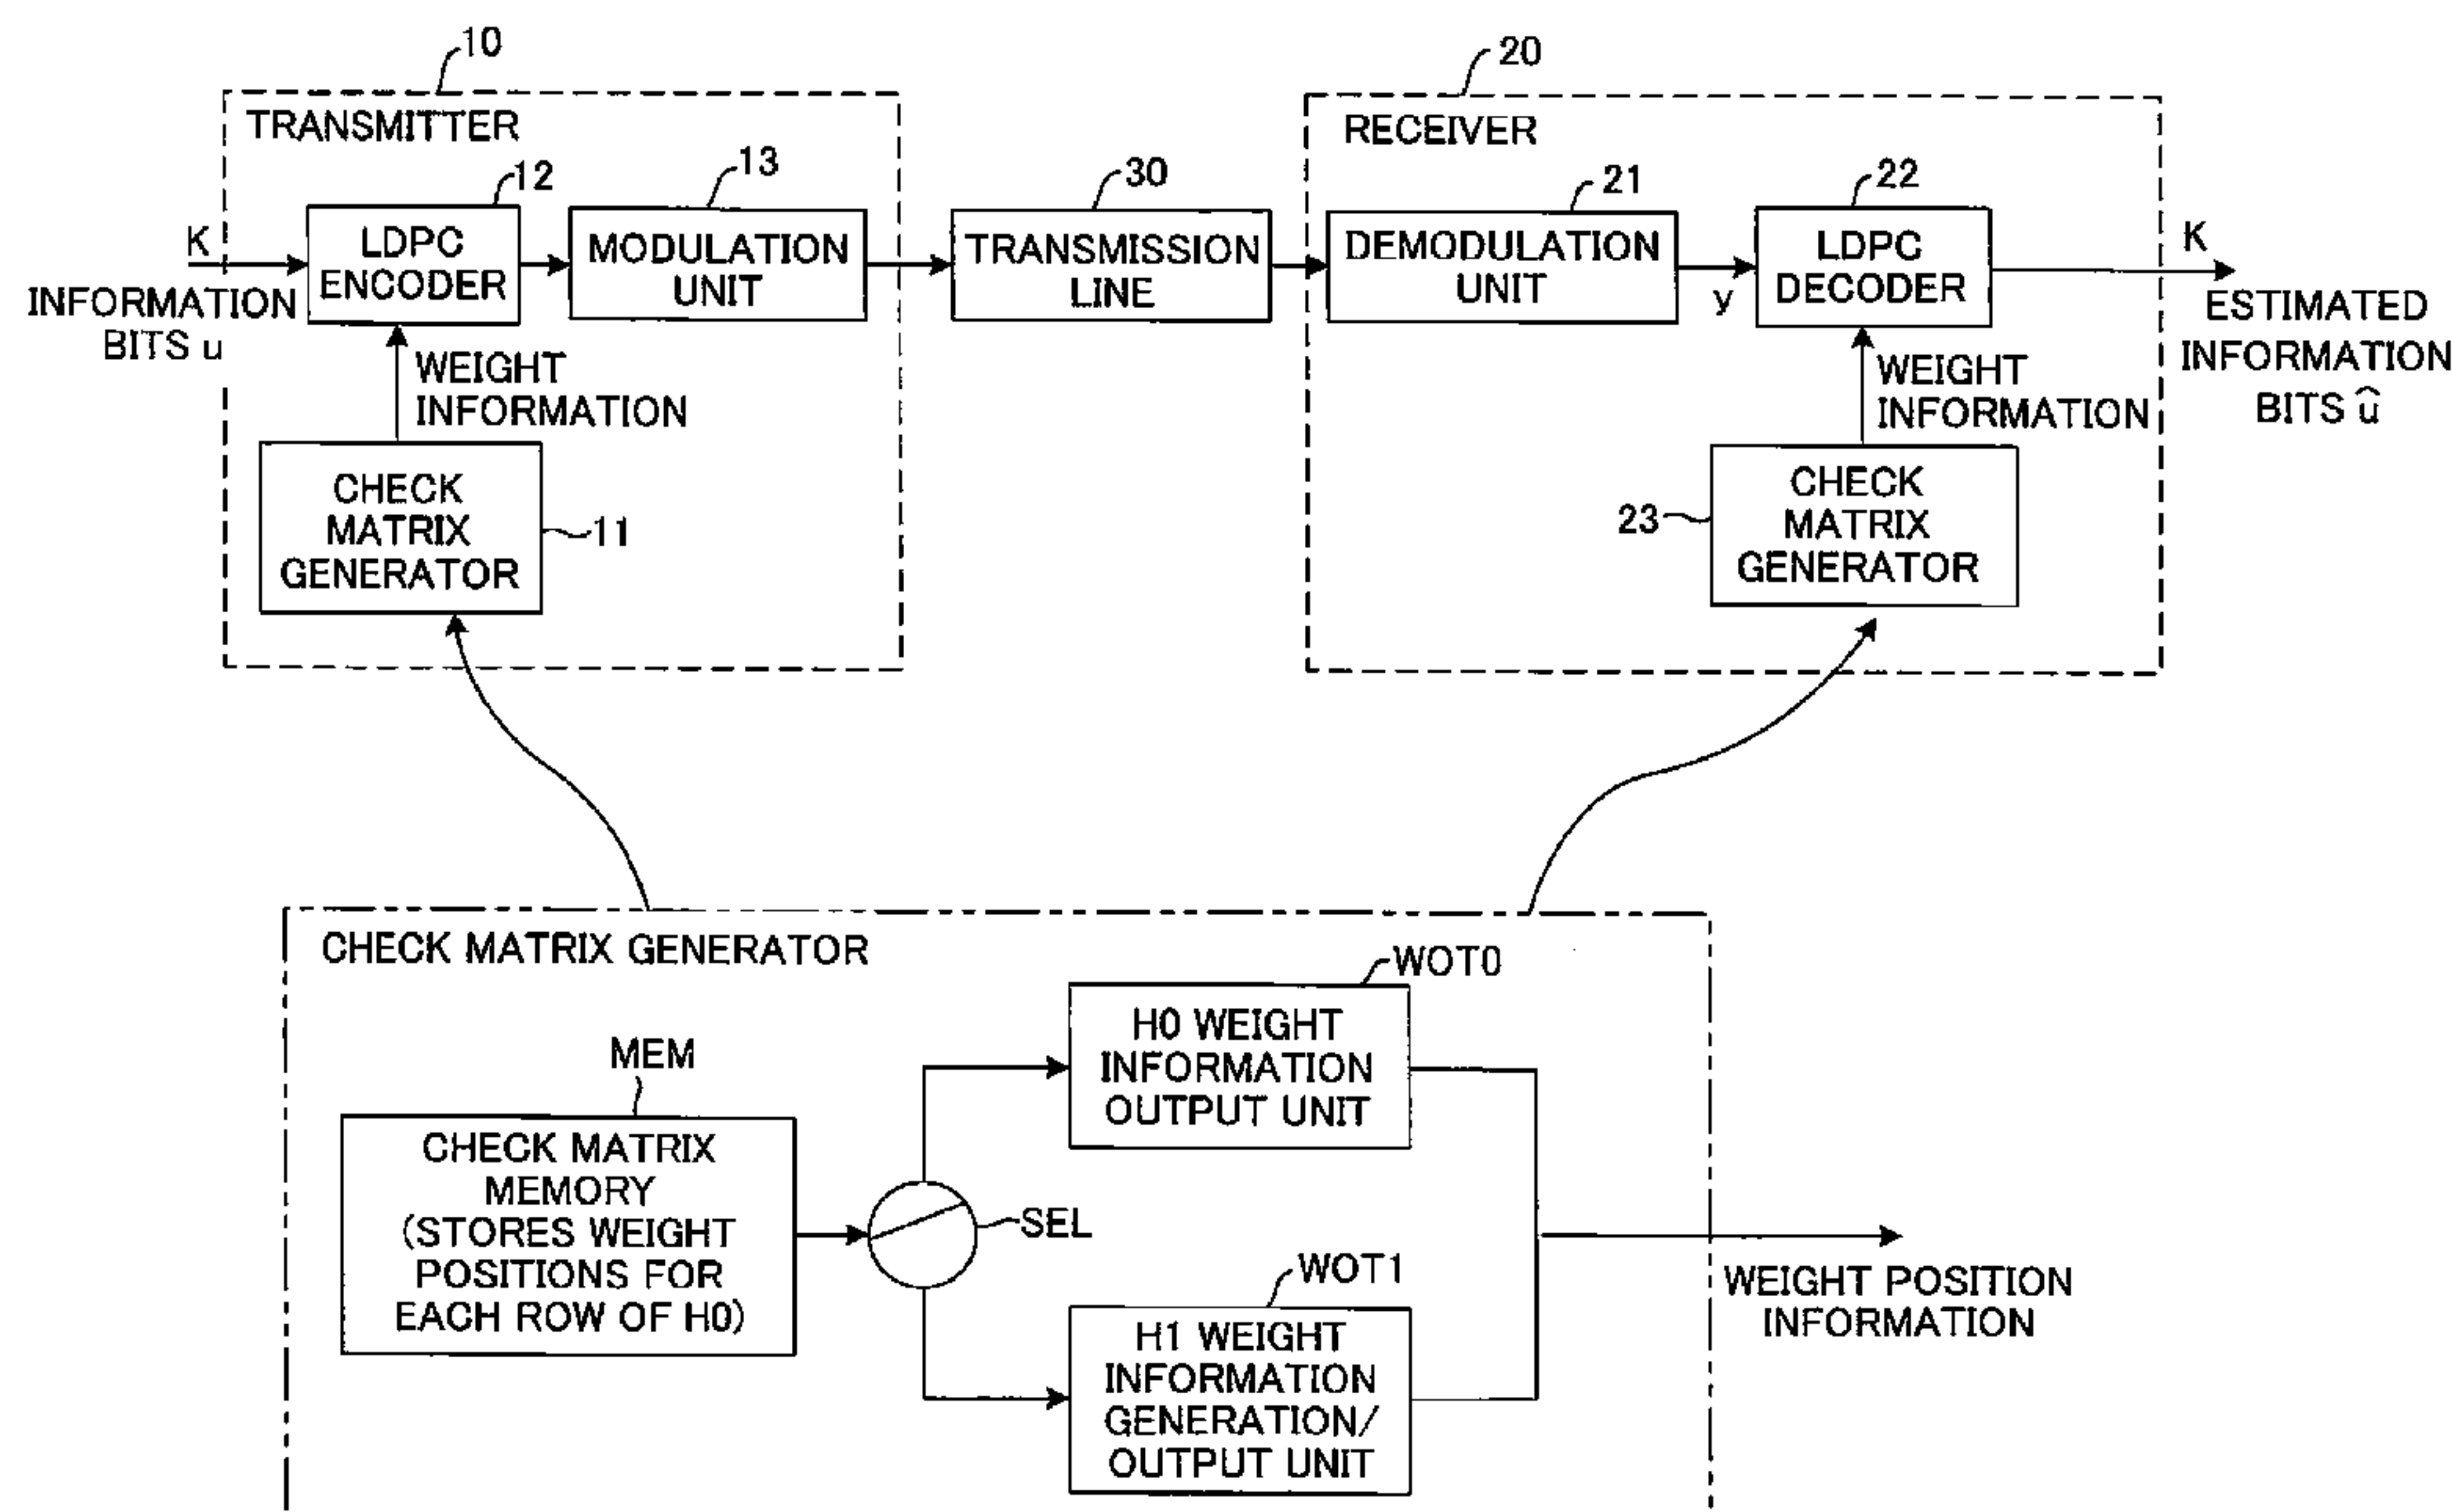 10
20
TRANSMITTER
RECEIVER
12
13
30
21
22
K
LDPC
ENCODER
MODULATION
UNIT
TRANSMISSION
LINE
DEMODULATION
UNIT
y
LDPC
DECODER
K
INFORMATION
BITS u
ESTIMATED
INFORMATION
BITS û
WEIGHT
INFORMATION
WEIGHT
INFORMATION
CHECK
MATRIX
GENERATOR
11
23
CHECK
MATRIX
GENERATOR
CHECK MATRIX GENERATOR
WOT0
H0 WEIGHT
INFORMATION
OUTPUT UNIT
MEM
CHECK MATRIX
MEMORY
(STORES WEIGHT
POSITIONS FOR
EACH ROW OF H0)
SEL
WOT1
H1 WEIGHT
INFORMATION
GENERATION/
OUTPUT UNIT
WEIGHT POSITION
INFORMATION